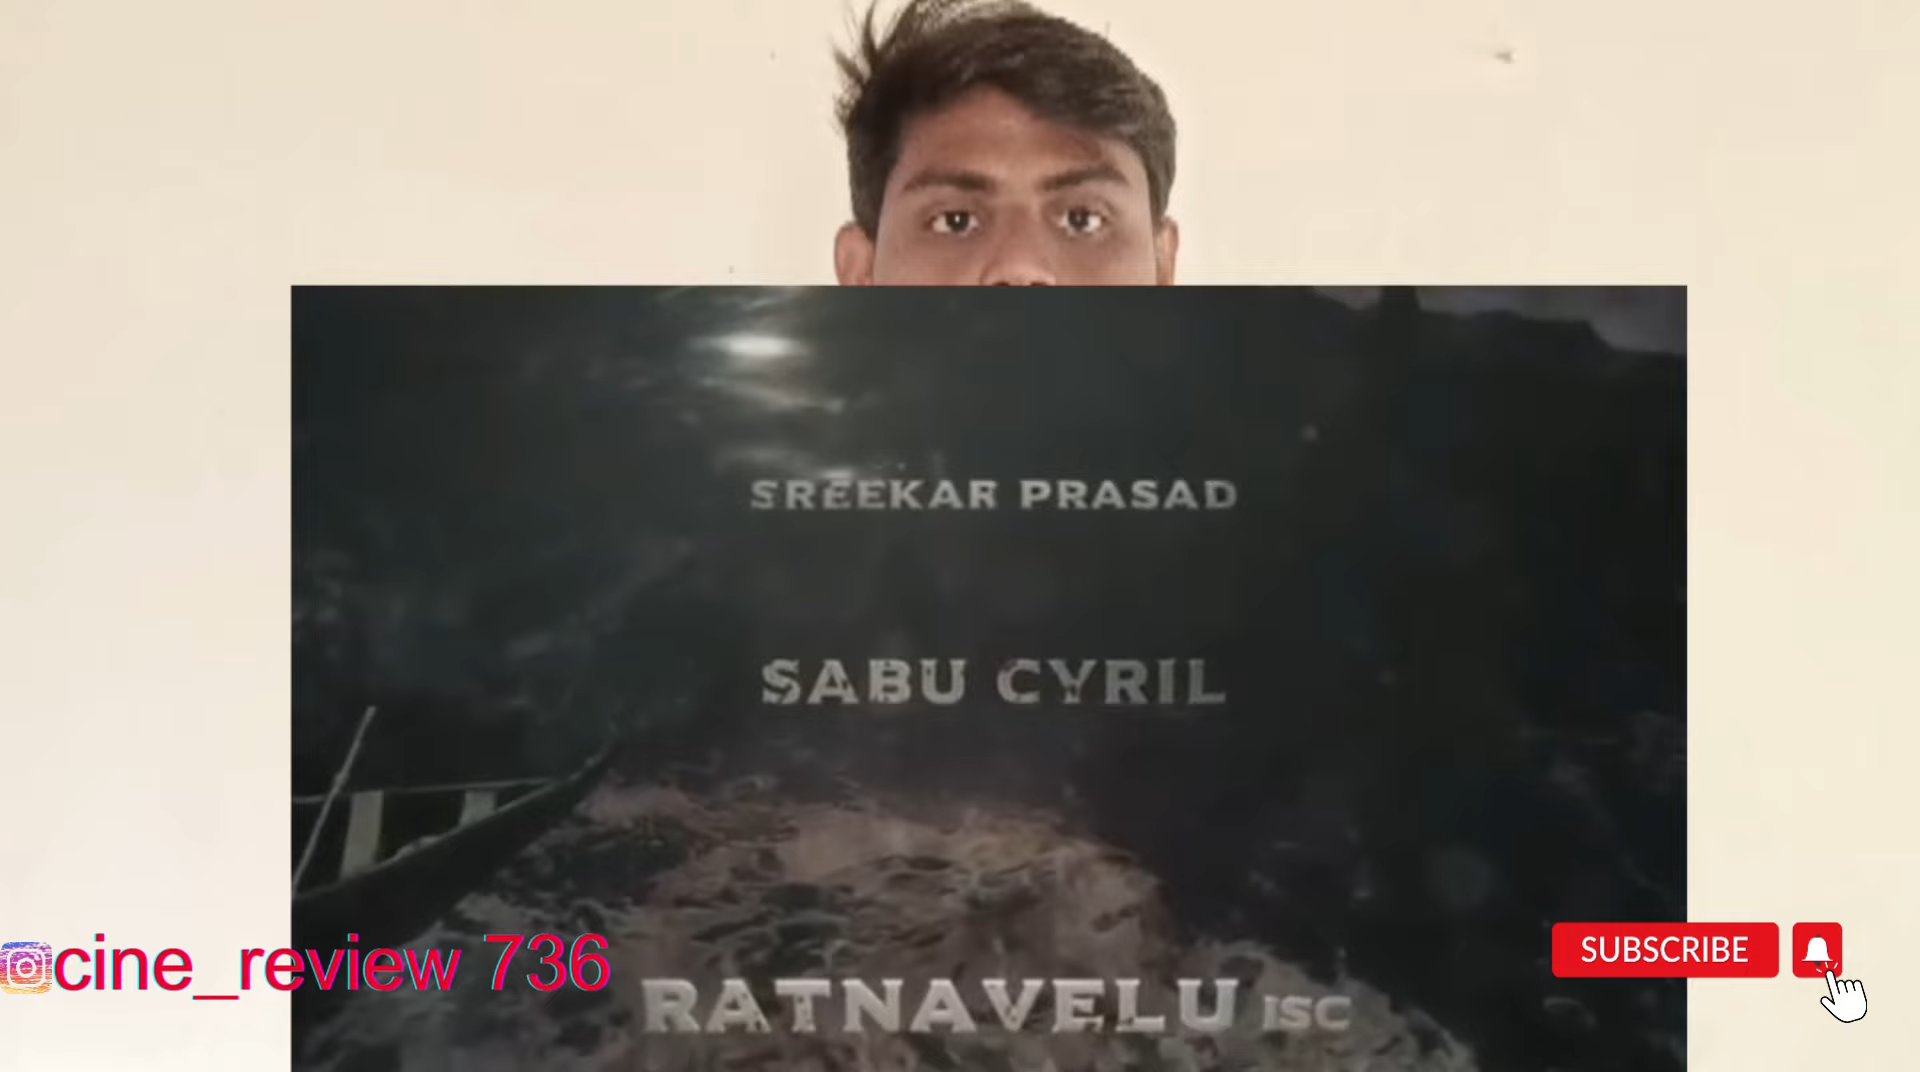 SREEKAR PRASAD
SABU CYRIL
cine_review 736
SUBSCRIBE
RATNAVELU ISC